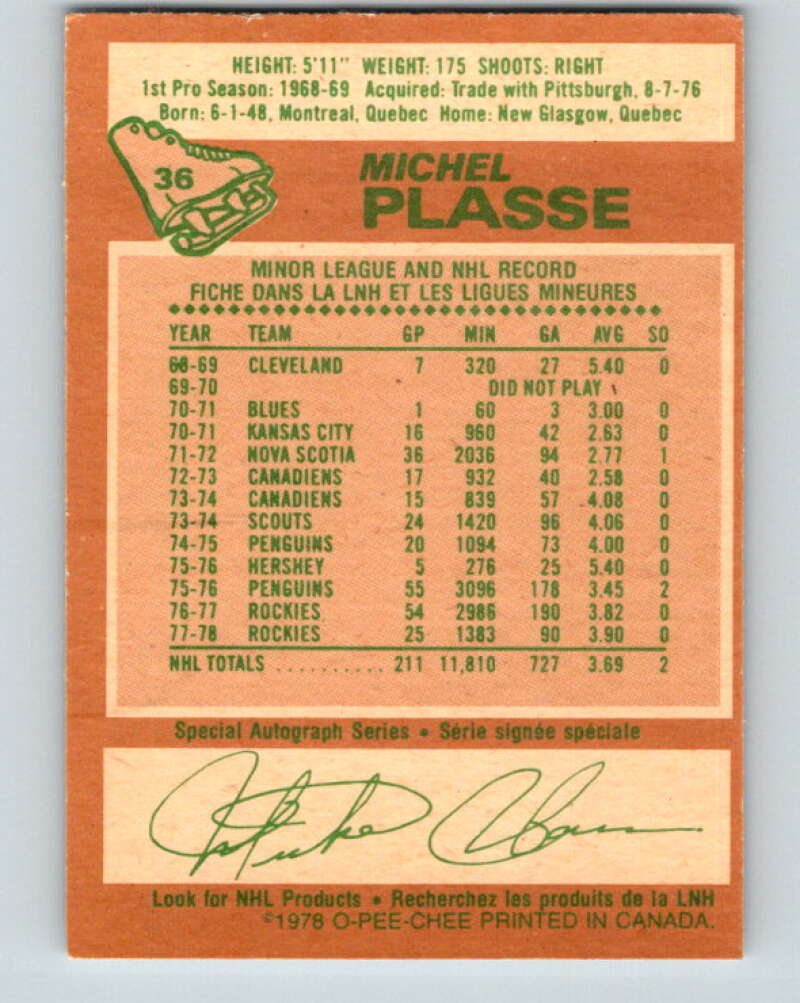 HEIGHT: 5'11" WEIGHT: 175 SHOOTS: RIGHT
1st Pro Season: 1968-69 Acquired: Trade with Pittsburgh, 8-7-76
Born: 6-1-48, Montreal, Quebec Home: New Glasgow, Quebec
36
MICHEL
PLASSE
MINOR LEAGUE AND NHL RECORD
FICHE DANS LA LNH ET LES LIGUES MINEURES
YEAR TEAM GP MIN GA AVG SO
68-69 CLEVELAND 7 320 27 5.40 0
69-70 DID NOT PLAY
70-71 BLUES 1 60 3 3.00 0
70-71 KANSAS CITY 16 960 42 2.63 0
71-72 NOVA SCOTIA 36 2036 94 2.77 1
72-73 CANADIENS 17 932 40 2.58 0
73-74 CANADIENS 15 839 57 4.08 0
73-74 SCOUTS 24 1420 96 4.06 0
74-75 PENGUINS 20 1094 73 4.00 0
75-76 HERSHEY 5 276 25 5.40 0
75-76 PENGUINS 55 3096 178 3.45 2
76-77 ROCKIES 54 2986 190 3.82 0
77-78 ROCKIES 25 1383 90 3.90 0
NHL TOTALS .......... 211 11,810 727 3.69 2
Special Autograph Series • Série signée spéciale
Look for NHL Products • Recherchez les produits de la LNH
©1978 O-PEE-CHEE PRINTED IN CANADA.